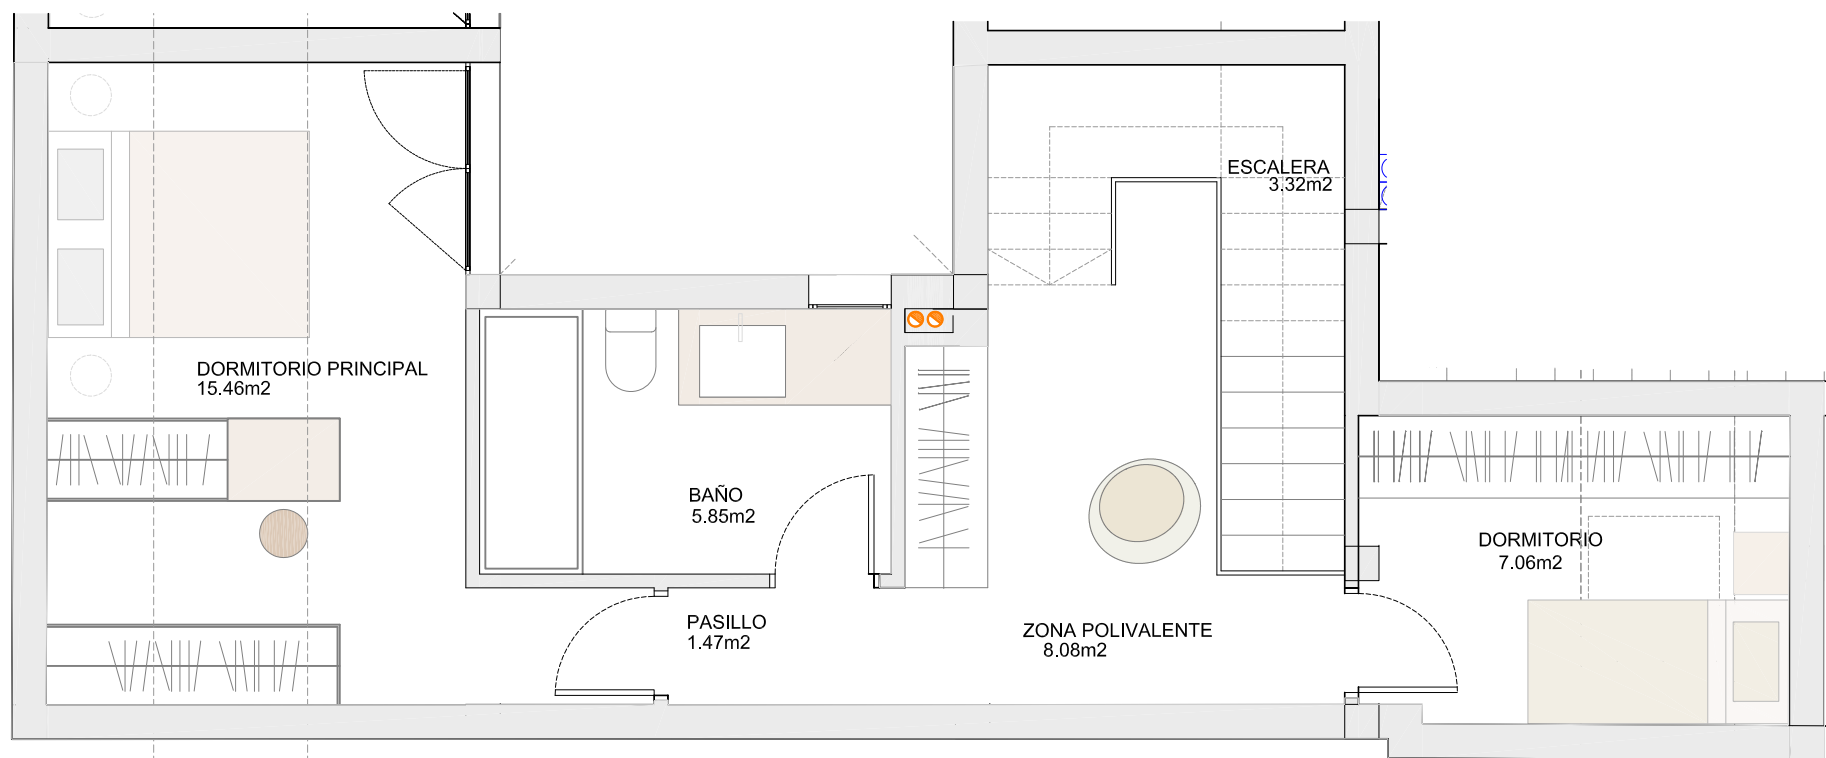 ESCALERA
3.32m2
DORMITORIO PRINCIPAL
15.46m2
BAÑO
5.85m2
DORMITORIO
7.06m2
PASILLO
1.47m2
ZONA POLIVALENTE
8.08m2